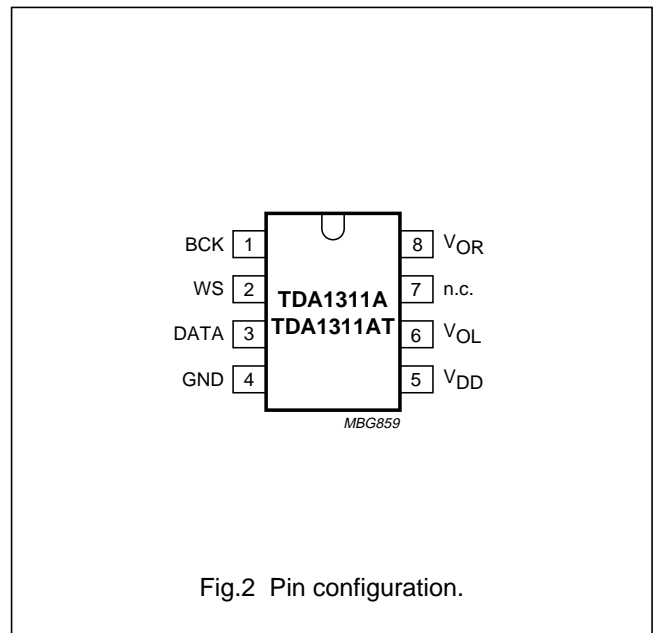 BCK 1
WS 2
DATA 3
GND 4
TDA1311A
TDA1311AT
8 VOR
7 n.c.
6 VOL
5 VDD
MBG859
Fig.2 Pin configuration.